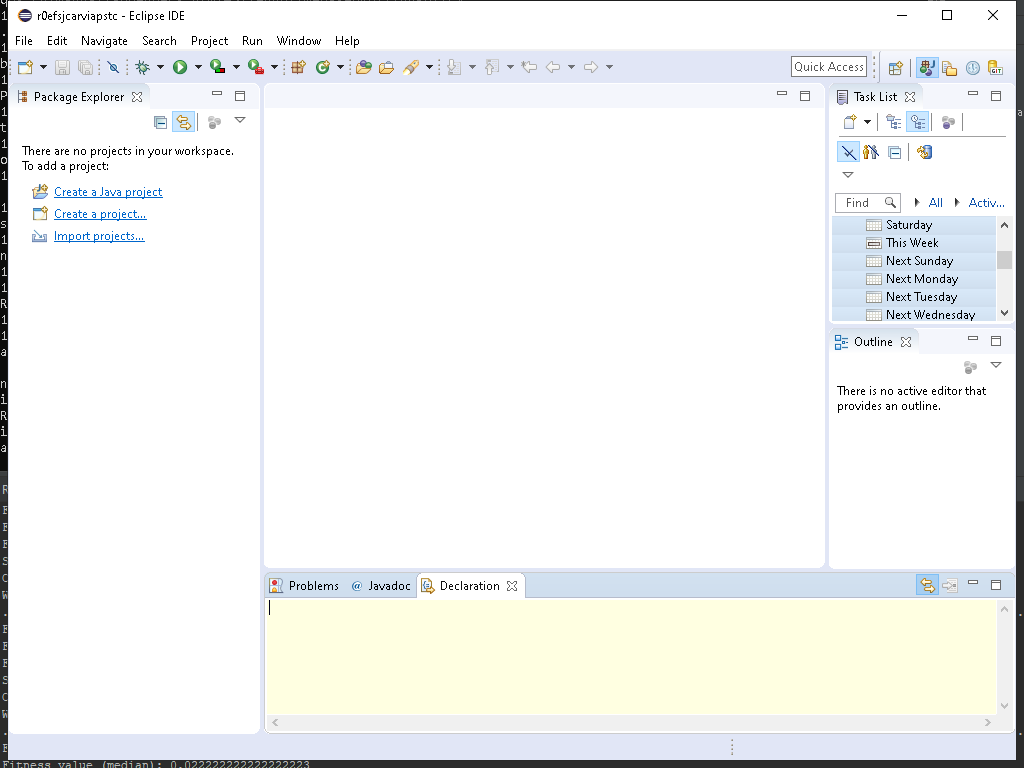 r0efsjcarviapstc - Eclipse IDE
File Edit Navigate Search Project Run Window Help
Quick Access
Package Explorer
There are no projects in your workspace.
To add a project:
Create a Java project
Create a project...
Import projects...
Task List
Find All Activ...
Saturday
This Week
Next Sunday
Next Monday
Next Tuesday
Next Wednesday
Outline
There is no active editor that
provides an outline.
Problems @ Javadoc Declaration
Fitness value (median): 0.022222222222222223